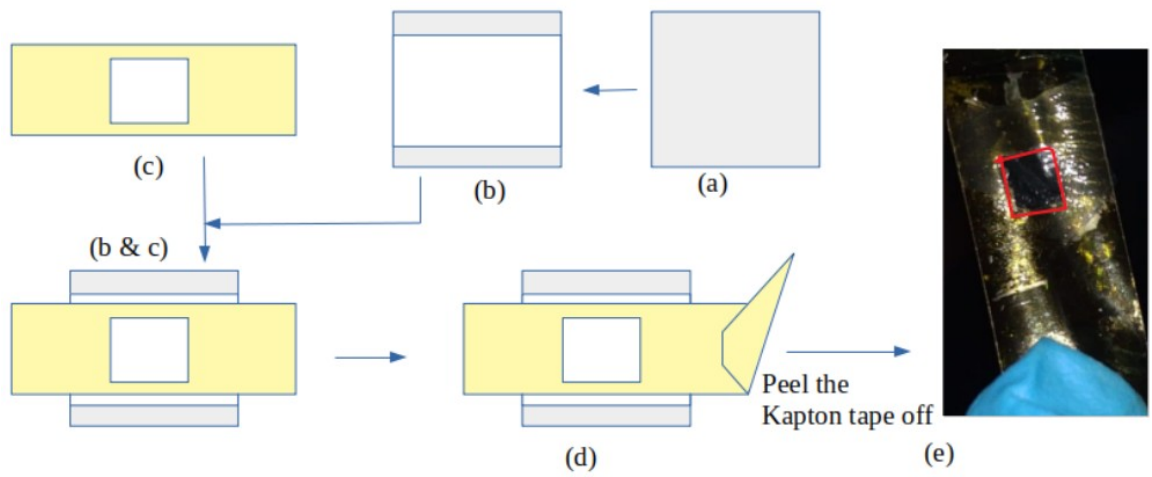 (c)
(b)
(a)
(b & c)
Peel the
Kapton tape off
(d)
(e)